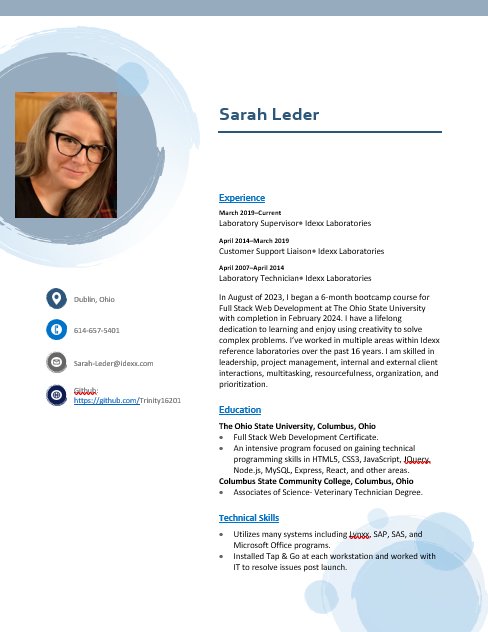 Sarah Leder
Experience
March 2019–Current
Laboratory Supervisor• Idexx Laboratories
April 2014–March 2019
Customer Support Liaison• Idexx Laboratories
April 2007–April 2014
Laboratory Technician• Idexx Laboratories
In August of 2023, I began a 6-month bootcamp course for
Full Stack Web Development at The Ohio State University
with completion in February 2024. I have a lifelong
dedication to learning and enjoy using creativity to solve
complex problems. I've worked in multiple areas within Idexx
reference laboratories over the past 16 years. I am skilled in
leadership, project management, internal and external client
interactions, multitasking, resourcefulness, organization, and
prioritization.
Dublin, Ohio
614-657-5401
Sarah-Leder@idexx.com
Github:
https://github.com/Trinity16201
Education
The Ohio State University, Columbus, Ohio
• Full Stack Web Development Certificate.
• An intensive program focused on gaining technical
programming skills in HTML5, CSS3, JavaScript, JQuery,
Node.js, MySQL, Express, React, and other areas.
Columbus State Community College, Columbus, Ohio
• Associates of Science- Veterinary Technician Degree.
Technical Skills
• Utilizes many systems including Lynxx, SAP, SAS, and
Microsoft Office programs.
• Installed Tap & Go at each workstation and worked with
IT to resolve issues post launch.